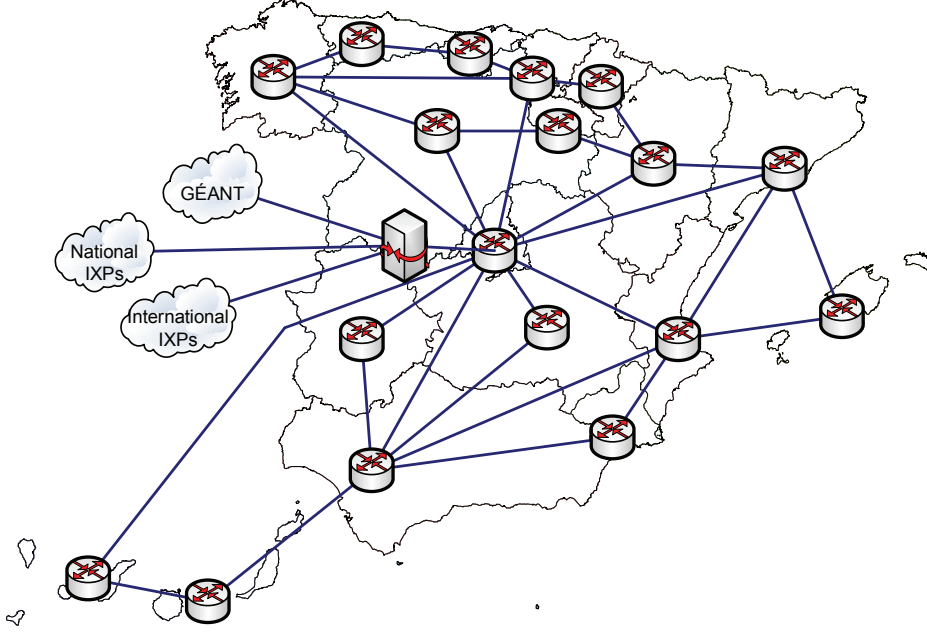 GÉANT
National
IXPs
International
IXPs